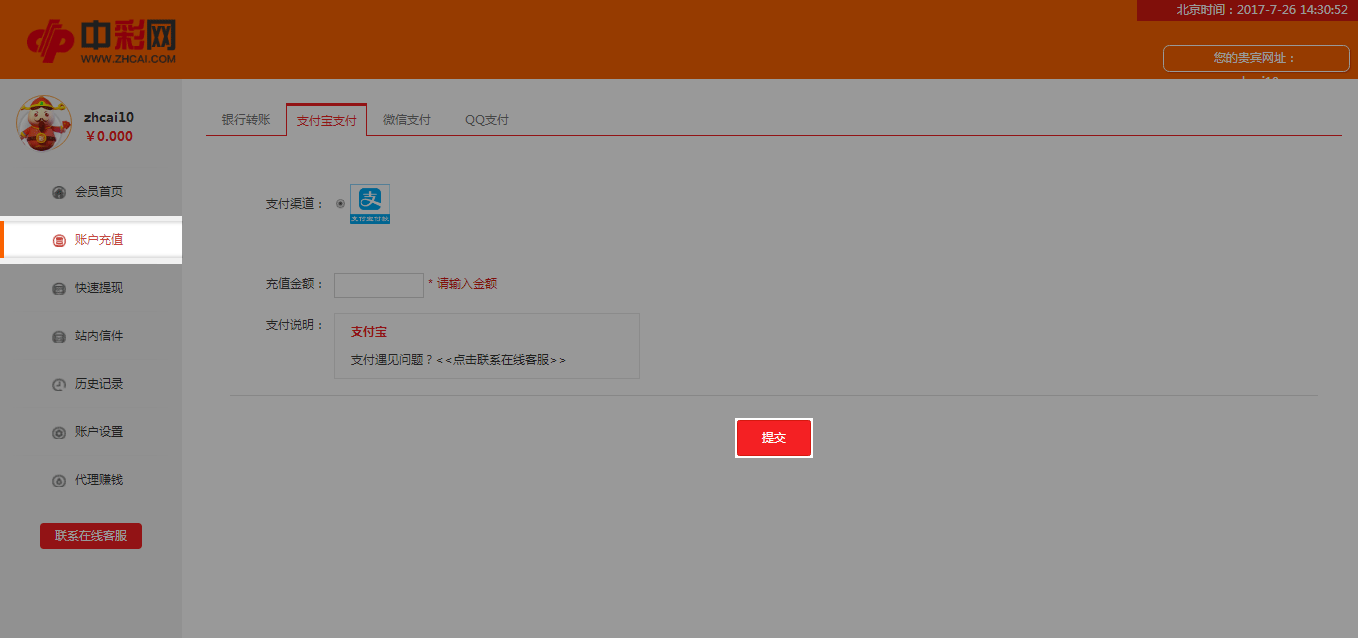 北京时间：2017-7-26 14:30:52
中彩网
WWW.ZHCAI.COM
您的贵宾网址：
zhcai10
￥0.000
会员首页
账户充值
快速提现
站内信件
历史记录
账户设置
代理赚钱
联系在线客服
银行转账 支付宝支付 微信支付 QQ支付
支付渠道：
支
支付宝付款
充值金额： * 请输入金额
支付说明：
支付宝
支付遇见问题？<<点击联系在线客服>>
提交